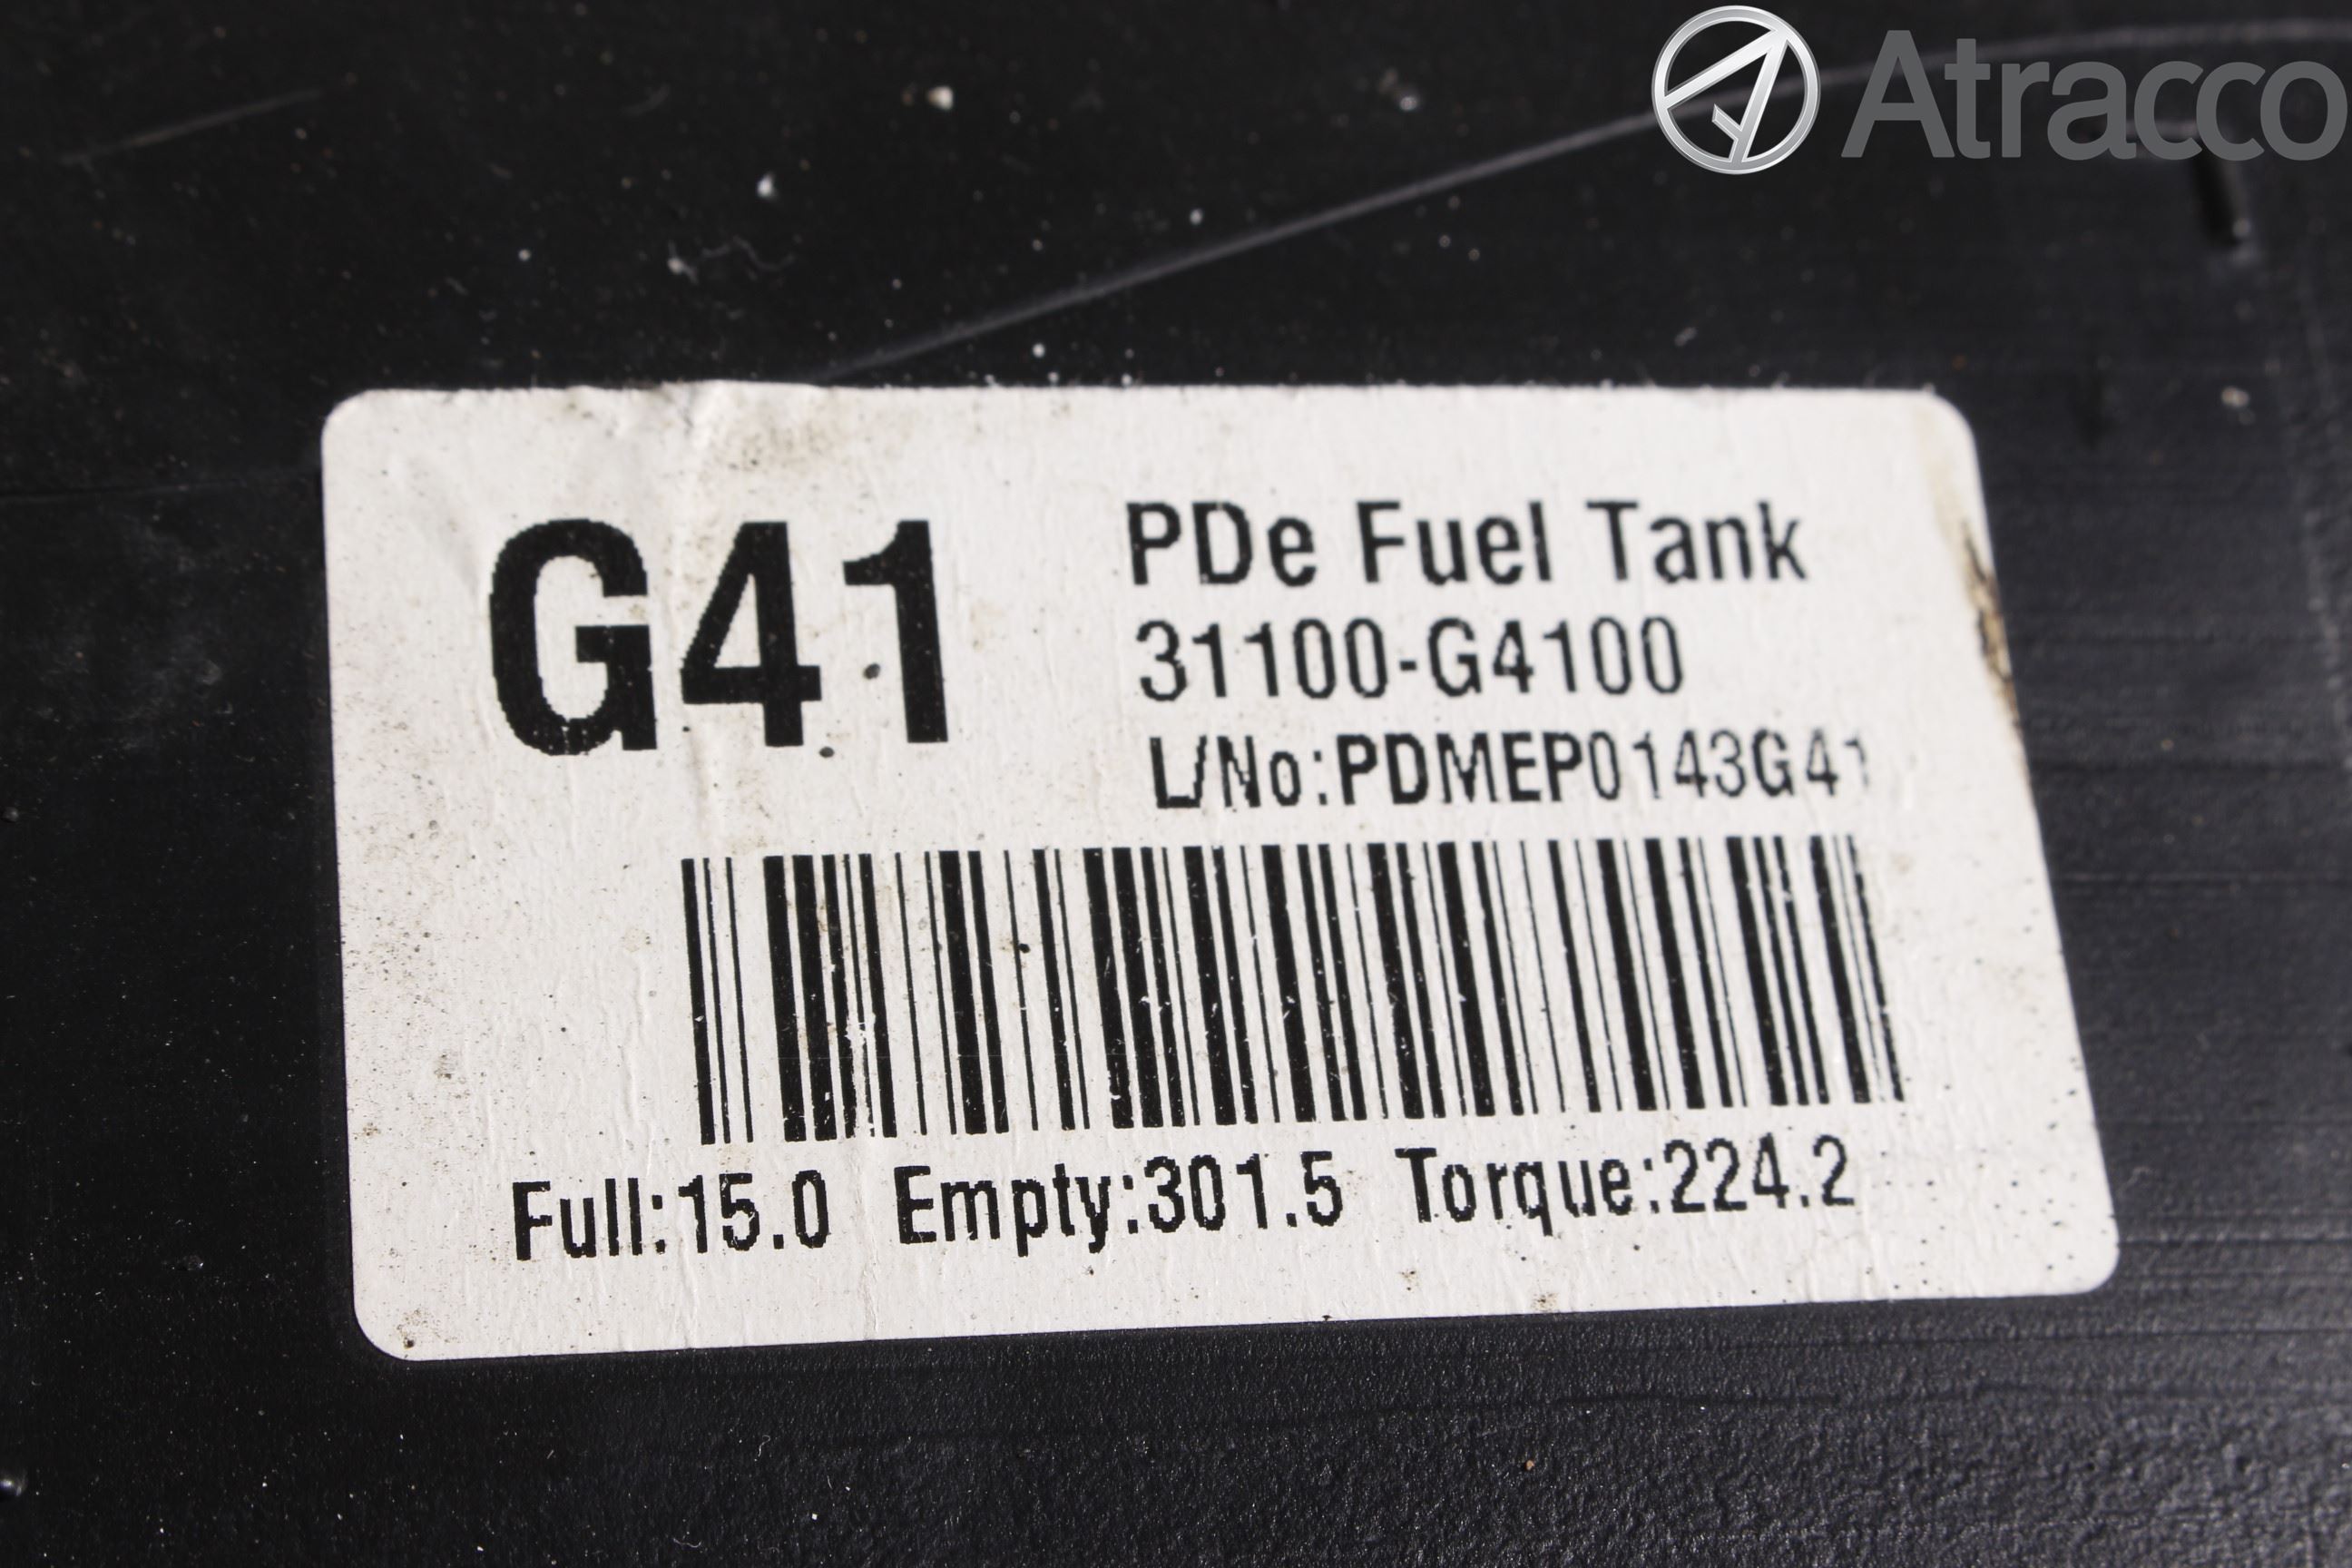 Atracco
G41
PDe Fuel Tank
31100-G4100
L/No:PDMEP0143G41
Full:15.0 Empty:301.5 Torque:224.2